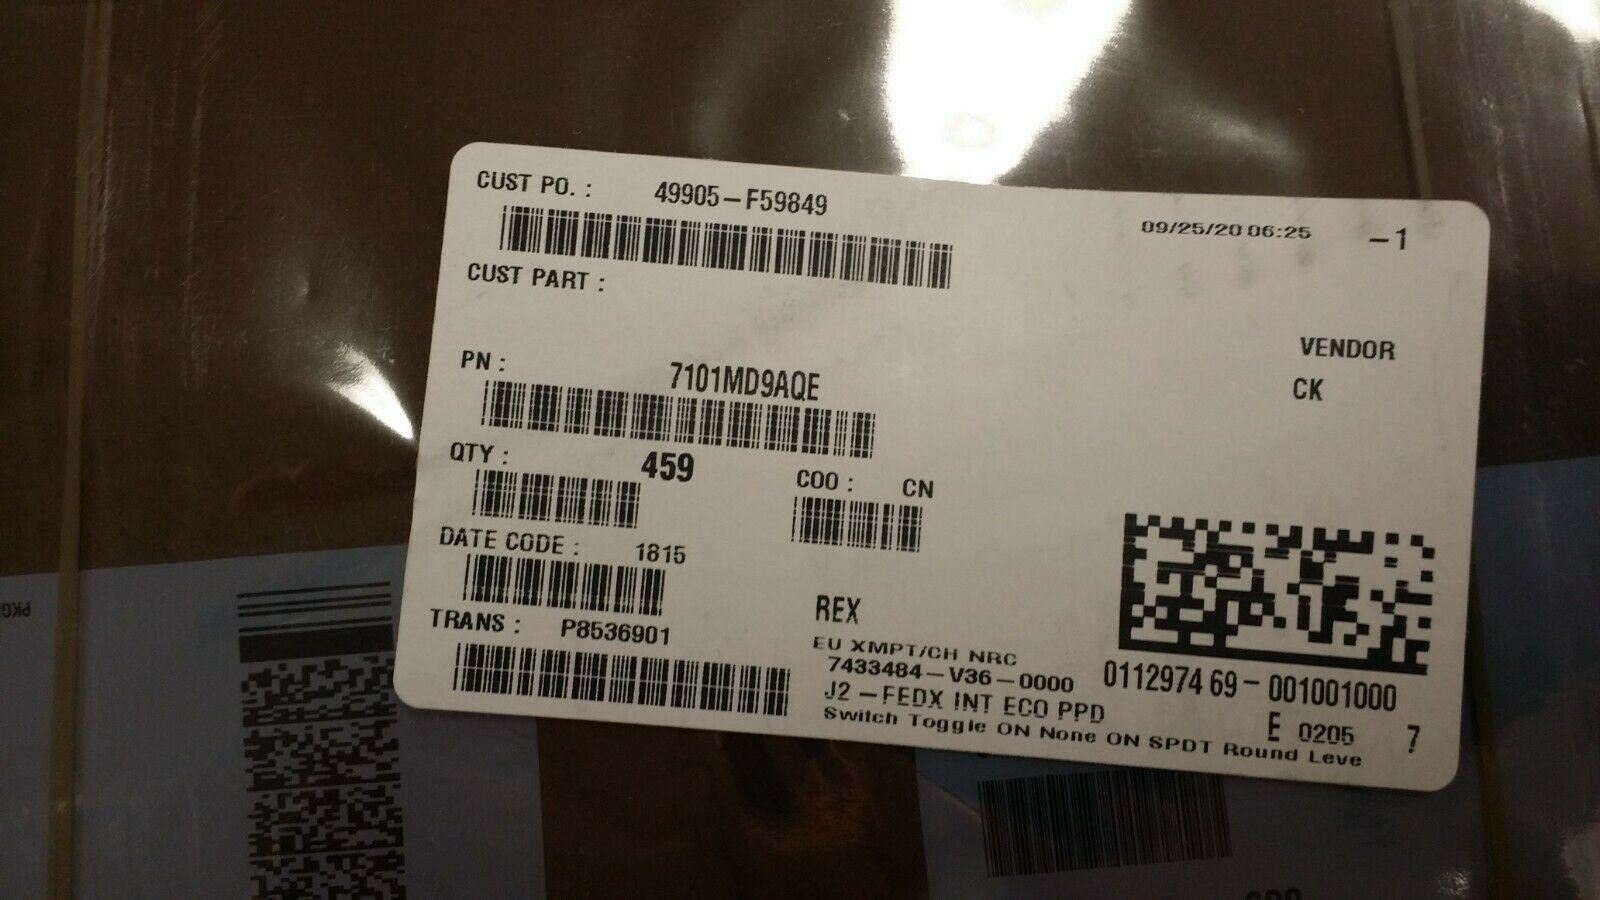 CUST PO. : 49905-F59849
09/25/20 06:25 -1
CUST PART :
VENDOR
CK
PN : 7101MD9AQE
QTY : 459
COO : CN
DATE CODE : 1815
TRANS : P8536901
REX
EU XMPT/CH NRC
7433484-V36-0000
J2 -FEDX INT ECO PPD
Switch Toggle ON None ON SPDT Round Leve
011297469-001001000
E 0205 7
PKG